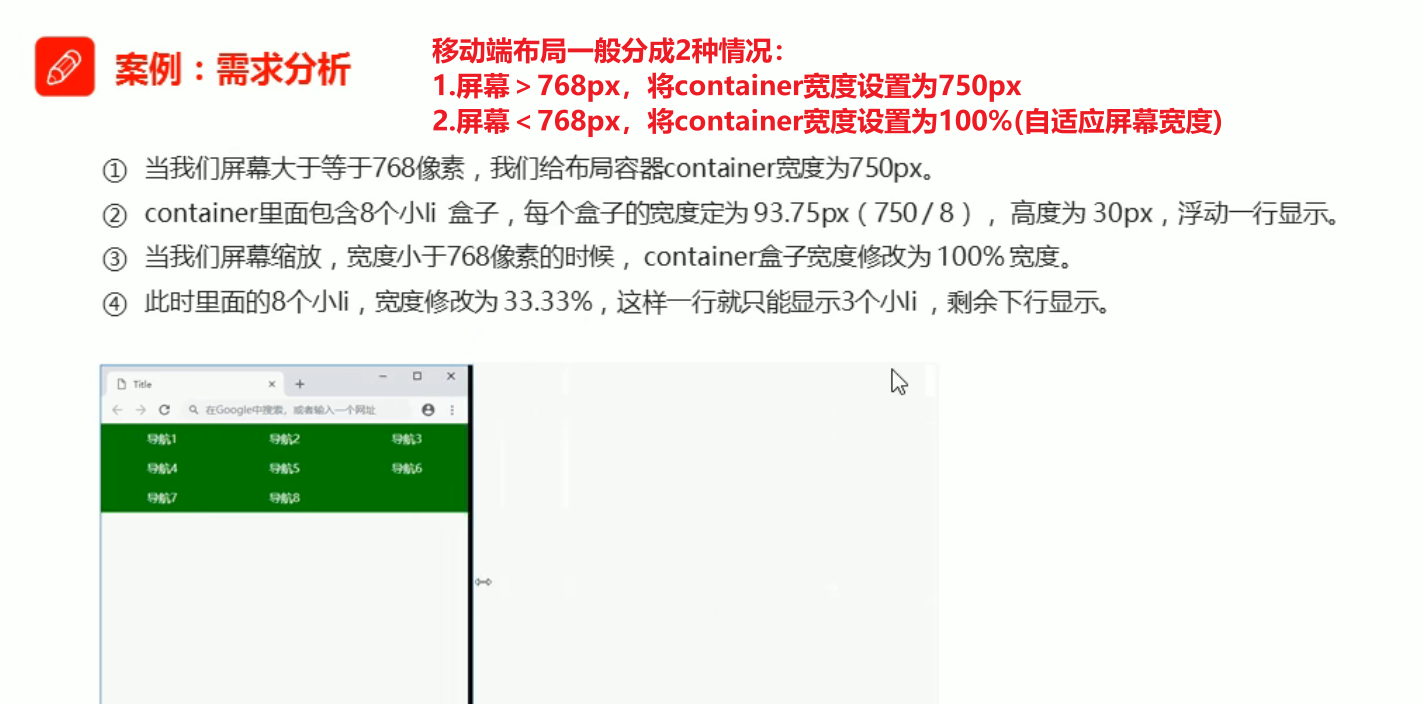 案例：需求分析
移动端布局一般分成2种情况：
1.屏幕＞768px，将container宽度设置为750px
2.屏幕＜768px，将container宽度设置为100%(自适应屏幕宽度)
① 当我们屏幕大于等于768像素，我们给布局容器container宽度为750px。
② container里面包含8个小li 盒子，每个盒子的宽度定为 93.75px（750 / 8），高度为 30px，浮动一行显示。
③ 当我们屏幕缩放，宽度小于768像素的时候，container盒子宽度修改为 100% 宽度。
④ 此时里面的8个小li，宽度修改为 33.33%，这样一行就只能显示3个小li ，剩余下行显示。
Title
在Google中搜索，或者输入一个网址
导航1 导航2 导航3
导航4 导航5 导航6
导航7 导航8